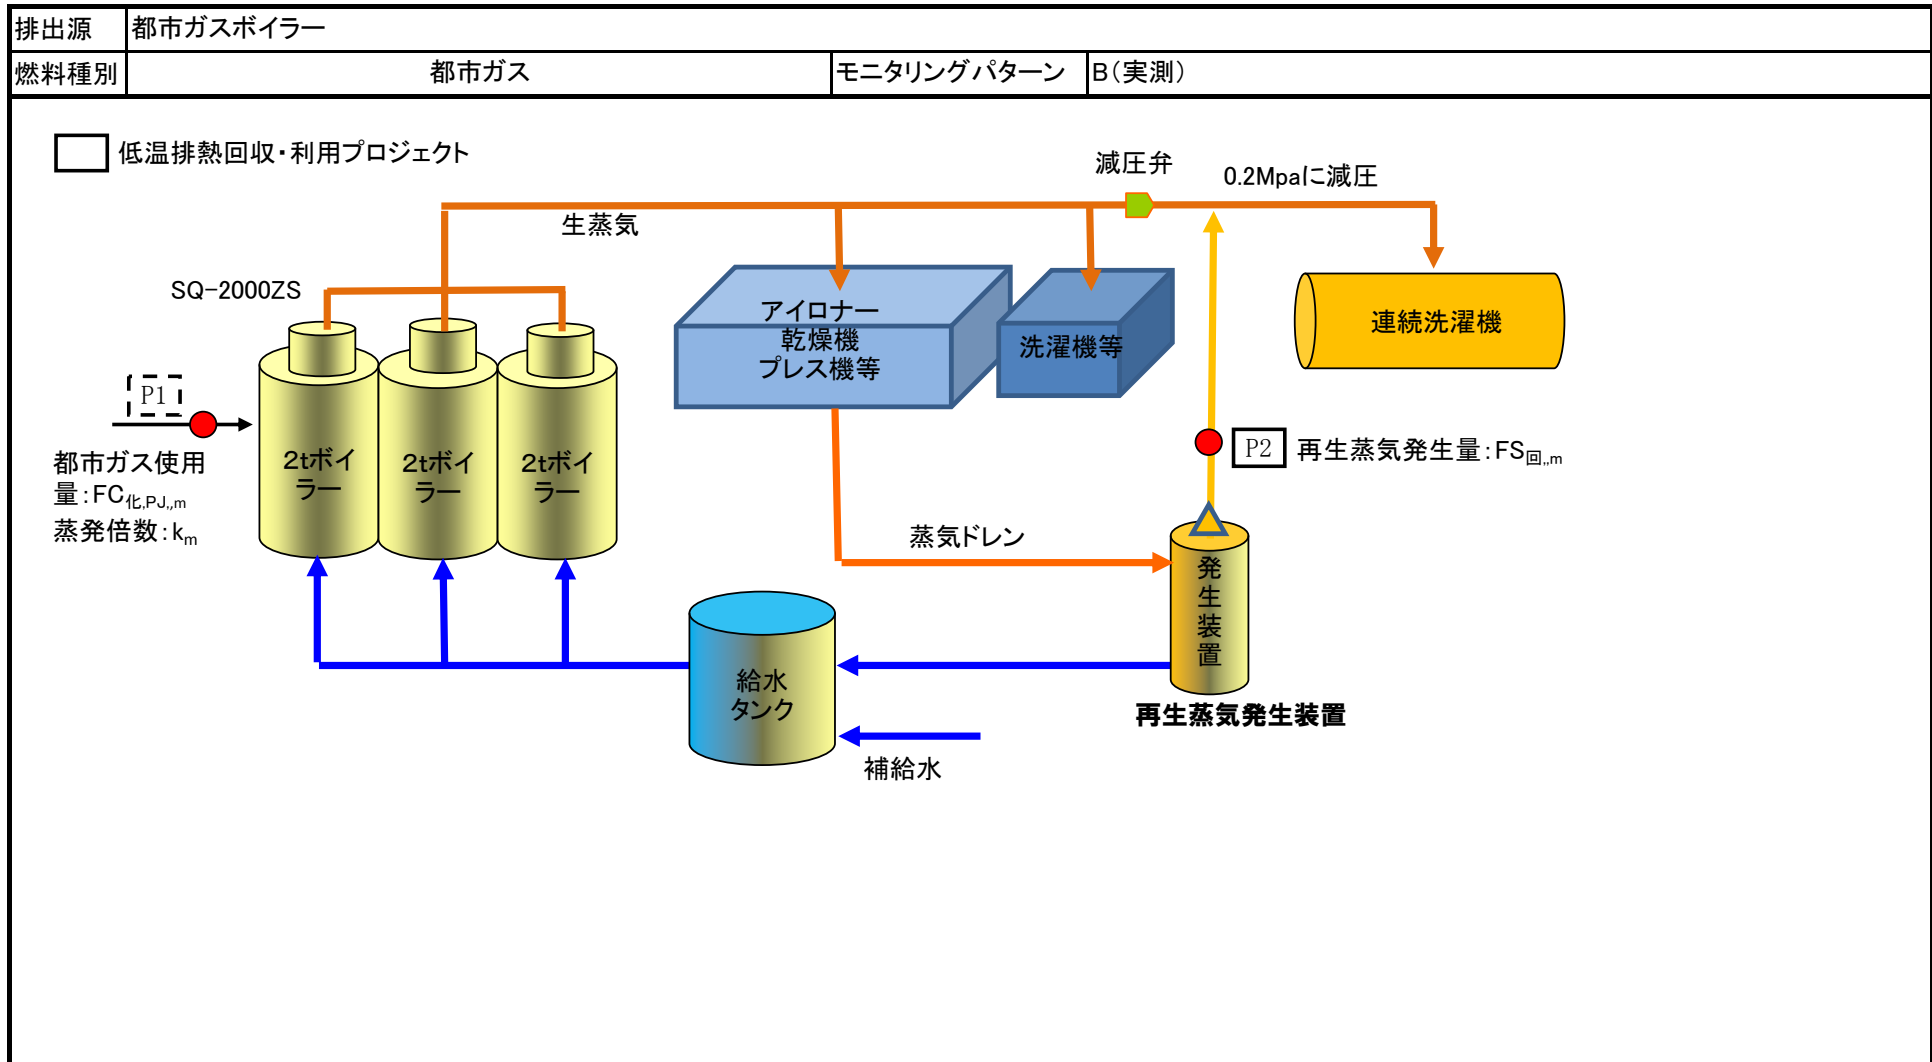 排出源 都市ガスボイラー
燃料種別 都市ガス モニタリングパターン B(実測)
低温排熱回収・利用プロジェクト
減圧弁
0.2Mpaに減圧
生蒸気
SQ-2000ZS
アイロナー
乾燥機
プレス機等
洗濯機等
連続洗濯機
P1
都市ガス使用
量:FC化,PJ,,m
蒸発倍数:km
2tボイ
ラー
2tボイ
ラー
2tボイ
ラー
P2 再生蒸気発生量:FS回,,m
蒸気ドレン
発
生
装
置
再生蒸気発生装置
給水
タンク
補給水